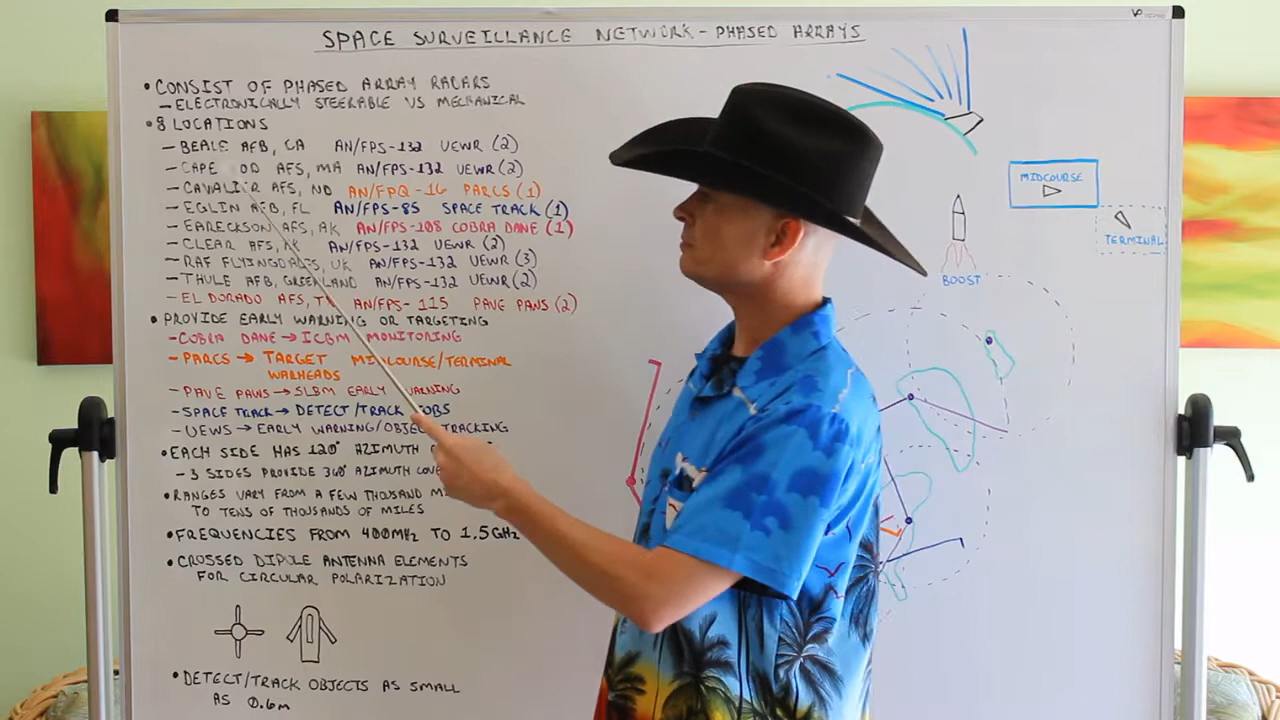 SPACE SURVEILLANCE NETWORK - PHASED ARRAYS
• CONSIST OF PHASED ARRAY RADARS
- ELECTRONICALLY STEERABLE VS MECHANICAL
• 8 LOCATIONS
- BEALE AFB, CA AN/FPS-132 UEWR (2)
- CAPE OD AFS, MA AN/FPS-132 UEWR (2)
- CAVALIER AFS, ND AN/FPQ-16 PARCS (1)
- EGLIN AFB, FL AN/FPS-85 SPACE TRACK (1)
- EARECKSON AFS, AK AN/FPS-108 COBRA DANE (1)
- CLEAR AFS, AK AN/FPS-132 UEWR (2)
- RAF FLYINGDALES, UK AN/FPS-132 UEWR (3)
- THULE AFB, GREENLAND AN/FPS-132 UEWR (2)
- EL DORADO AFS, TX AN/FPS-115 PAVE PAWS (2)
• PROVIDE EARLY WARNING OR TARGETING
- COBRA DANE → ICBM MONITORING
- PARCS → TARGET MIDCOURSE/TERMINAL
WARHEADS
- PAVE PAWS → SLBM EARLY WARNING
- SPACE TRACK → DETECT/TRACK JOBS
- UEWS → EARLY WARNING/OBJECT TRACKING
• EACH SIDE HAS 120° AZIMUTH
- 3 SIDES PROVIDE 360° AZIMUTH COVE
• RANGES VARY FROM A FEW THOUSAND M
TO TENS OF THOUSANDS OF MILES
• FREQUENCIES FROM 400MHz TO 1.5GHz
• CROSSED DIPOLE ANTENNA ELEMENTS
FOR CIRCULAR POLARIZATION
• DETECT/TRACK OBJECTS AS SMALL
AS 0.6m
MIDCOURSE
TERMINAL
BOOST